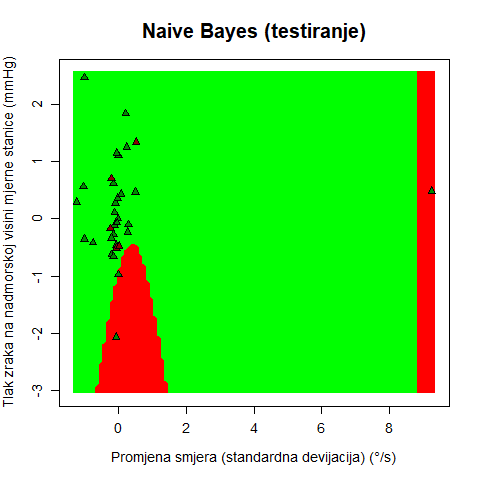 Naive Bayes (testiranje)
Tlak zraka na nadmorskoj visini mjerne stanice (mmHg)
2
1
0
-1
-2
-3
0 2 4 6 8
Promjena smjera (standardna devijacija) (°/s)